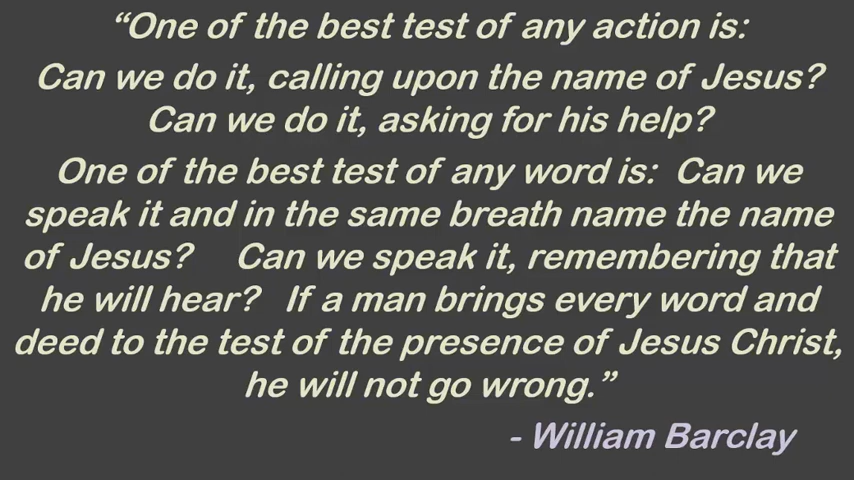 “One of the best test of any action is:
Can we do it, calling upon the name of Jesus?
Can we do it, asking for his help?
One of the best test of any word is:  Can we
speak it and in the same breath name the name
of Jesus?    Can we speak it, remembering that
he will hear?  If a man brings every word and
deed to the test of the presence of Jesus Christ,
he will not go wrong.”
- William Barclay